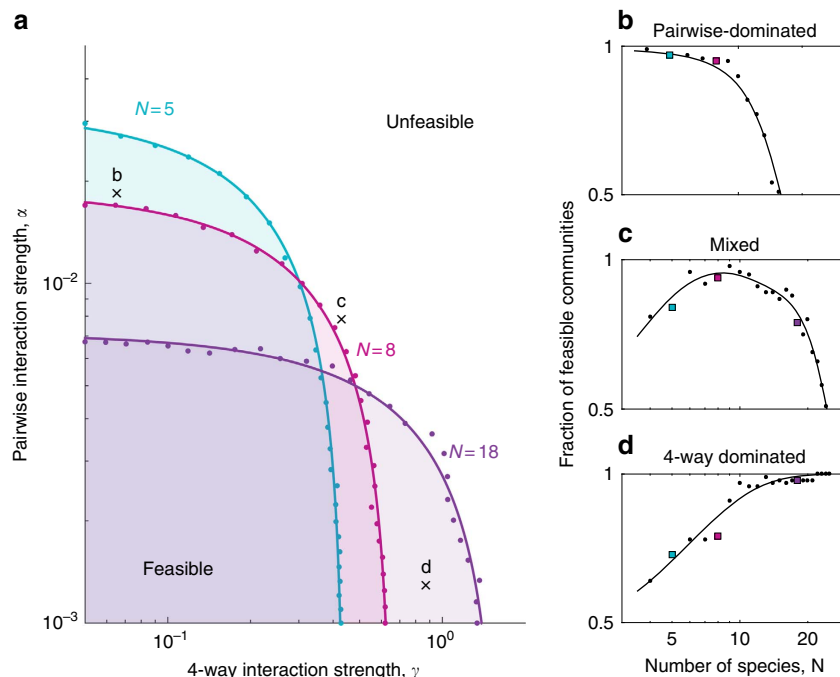 a
Pairwise interaction strength, α
10⁻²
10⁻³
10⁻¹
10⁰
4-way interaction strength, γ
N=5
Unfeasible
b
×
c
×
N=8
N=18
d
×
Feasible
b
Pairwise-dominated
1
0.5
c
Mixed
1
0.5
d
4-way dominated
1
0.5
5
10
20
Number of species, N
Fraction of feasible communities